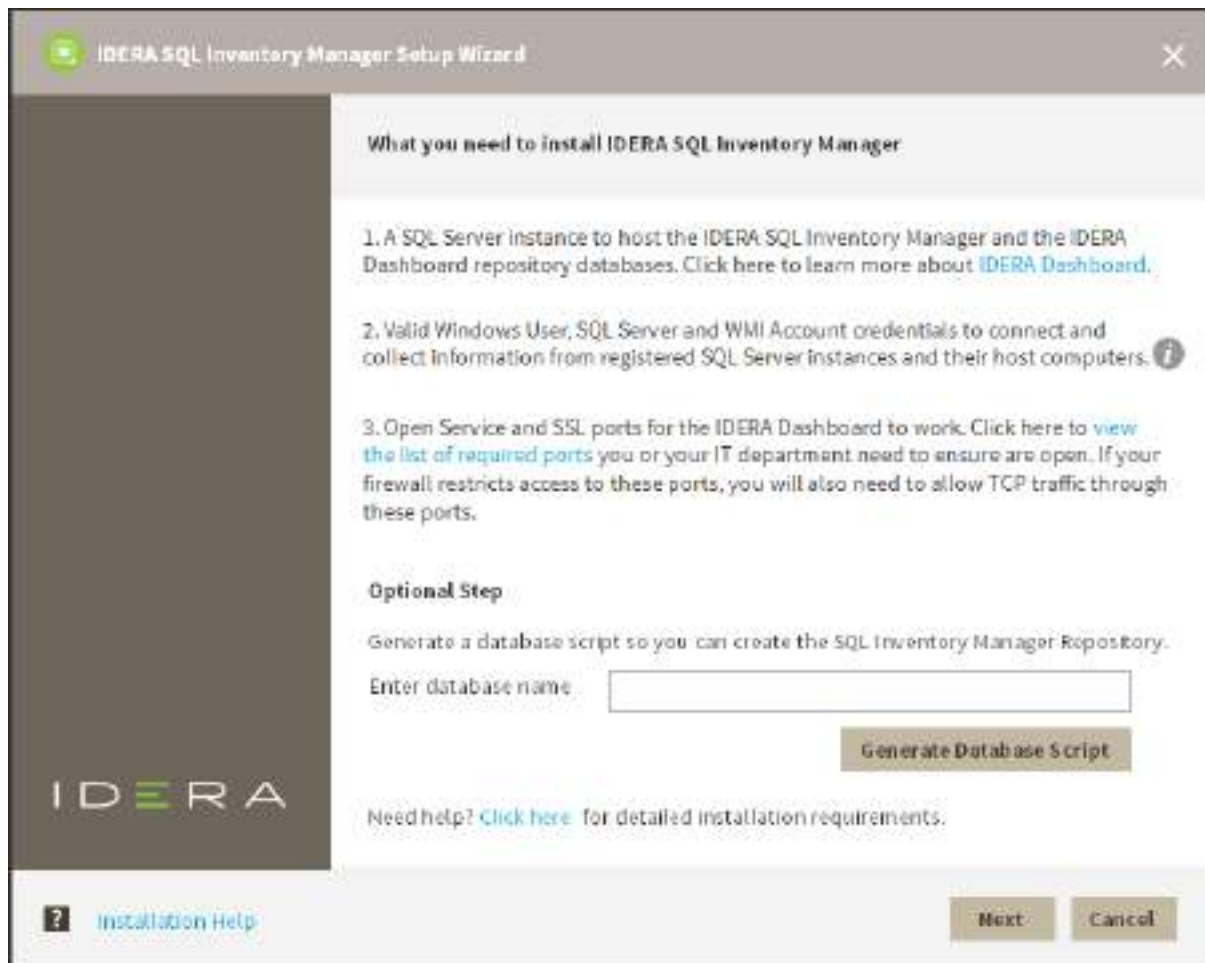 IDERA SQL Inventory Manager Setup Wizard
What you need to install IDERA SQL Inventory Manager
1. A SQL Server instance to host the IDERA SQL Inventory Manager and the IDERA
Dashboard repository databases. Click here to learn more about IDERA Dashboard.
2. Valid Windows User, SQL Server and WMI Account credentials to connect and
collect information from registered SQL Server instances and their host computers.
3. Open Service and SSL ports for the IDERA Dashboard to work. Click here to view
the list of required ports you or your IT department need to ensure are open. If your
firewall restricts access to these ports, you will also need to allow TCP traffic through
these ports.
Optional Step
Generate a database script so you can create the SQL Inventory Manager Repository.
Enter database name
Generate Database Script
IDERA
Need help? Click here for detailed installation requirements.
? Installation Help
Next
Cancel